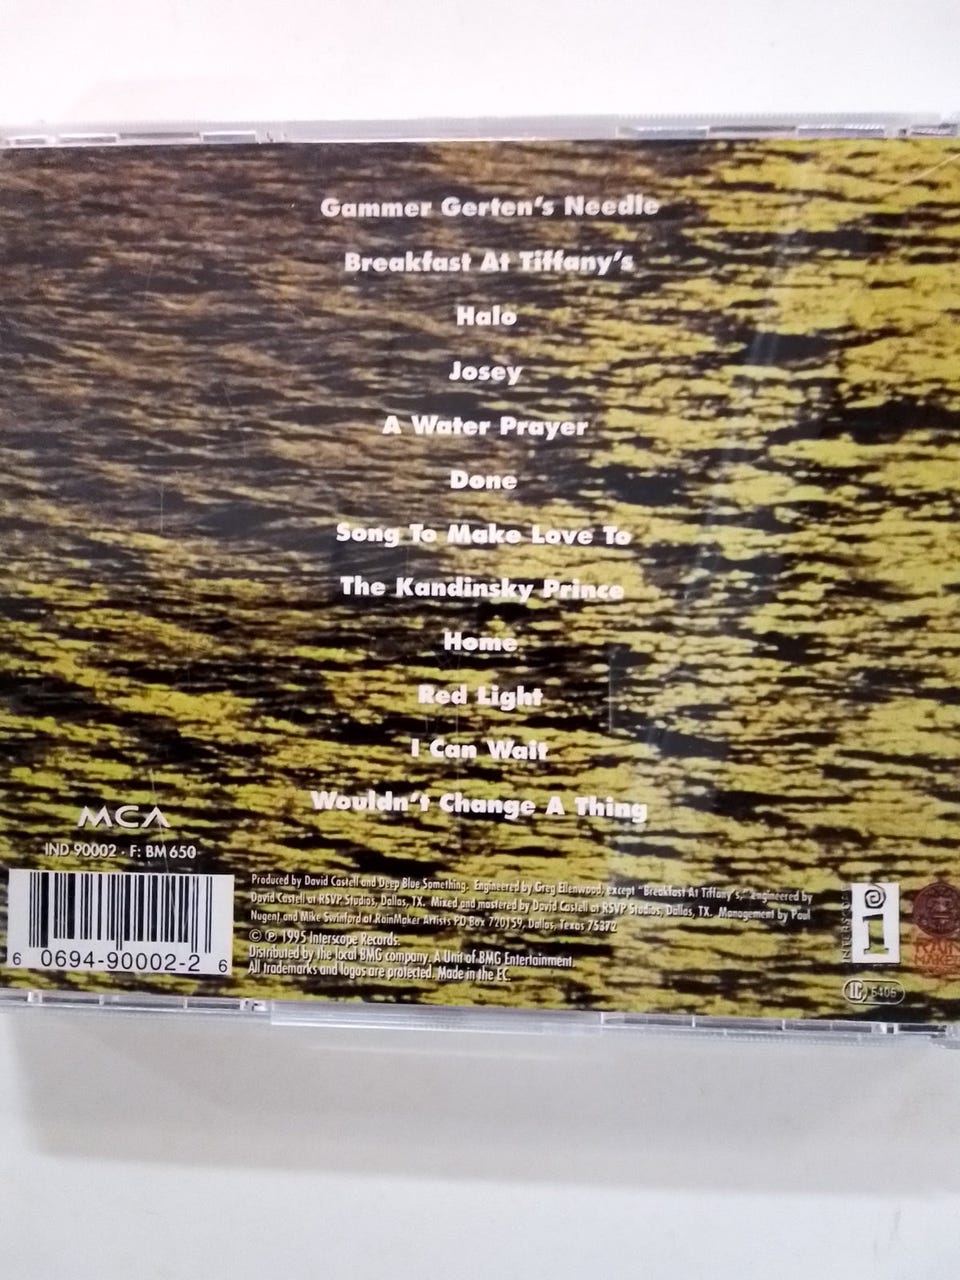 Gammer Gerten's Needle
Breakfast At Tiffany's
Halo
Josey
A Water Prayer
Done
Song To Make Love To
The Kandinsky Prince
Home
Red Light
I Can Wait
Wouldn't Change A Thing
MCA
IND 90002 · F: BM 650
6 0694-90002-2 6
Produced by David Castell and Deep Blue Something. Engineered by Greg Ellenwood, except "Breakfast At Tiffany's," engineered by
David Castell at RSVP Studios, Dallas, TX. Mixed and mastered by David Castell at RSVP Studios, Dallas, TX. Management by Paul
Nugent and Mike Swinford at RainMaker Artists PO Box 720159, Dallas, Texas 75372
© ℗ 1995 Interscope Records.
Distributed by the local BMG company. A Unit of BMG Entertainment.
All trademarks and logos are protected. Made in the EC.
INTERSCOPE
i
RAIN
MAKER
LC 6406